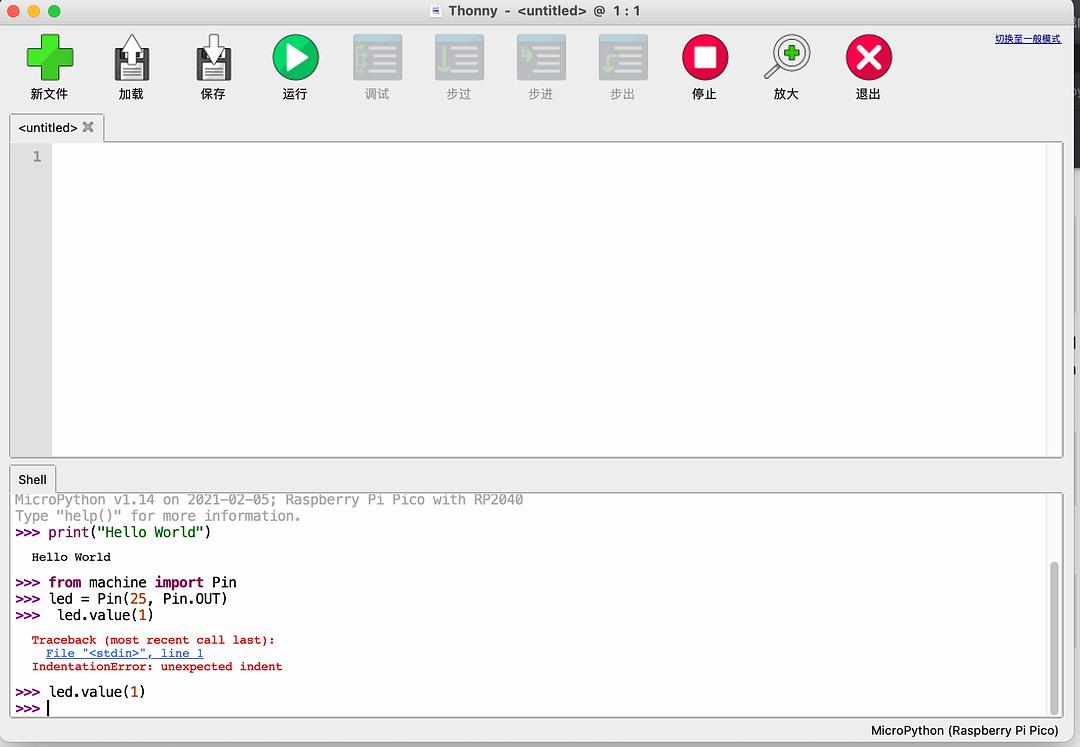 Thonny - <untitled> @ 1:1
切换至一般模式
新文件 加载 保存 运行 调试 步过 步进 步出 停止 放大 退出
<untitled>
1
Shell
MicroPython v1.14 on 2021-02-05; Raspberry Pi Pico with RP2040
Type "help()" for more information.
>>> print("Hello World")
Hello World
>>> from machine import Pin
>>> led = Pin(25, Pin.OUT)
>>>  led.value(1)
Traceback (most recent call last):
File "<stdin>", line 1
IndentationError: unexpected indent
>>> led.value(1)
>>>
MicroPython (Raspberry Pi Pico)